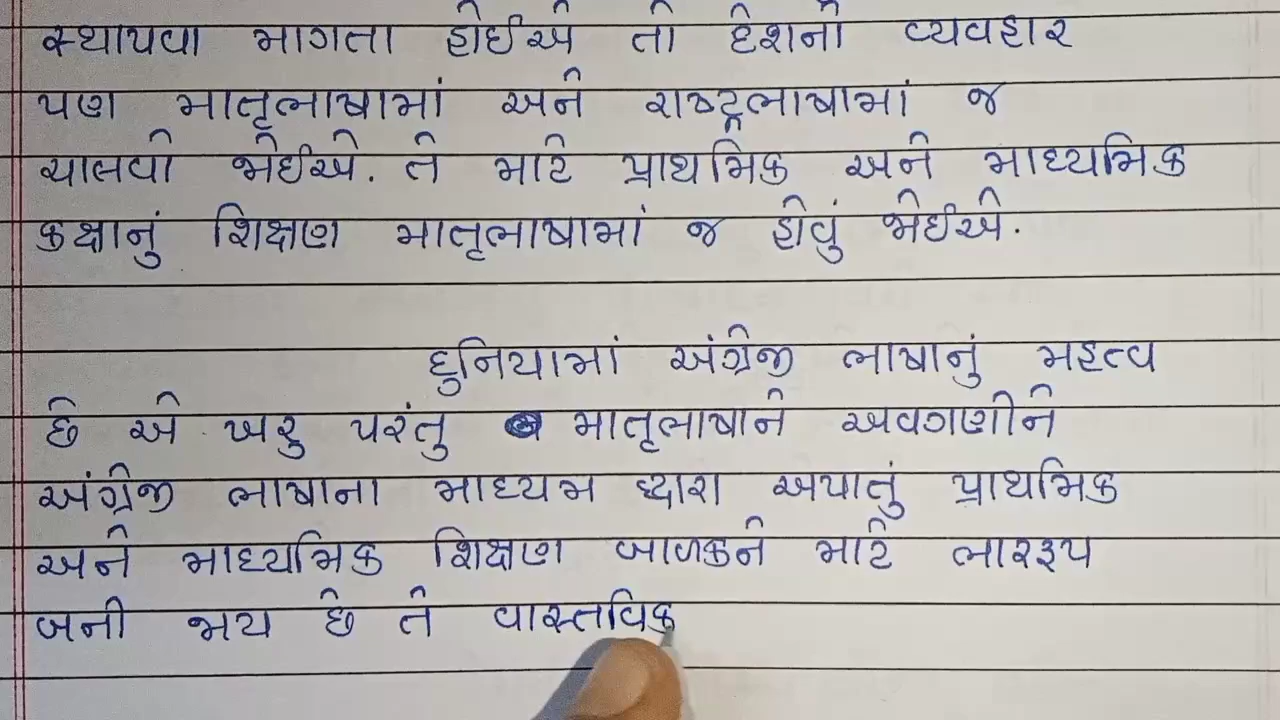 સ્થાપવા માગતા હોઈએ તો દેશનો વ્યવહાર
પણ માતૃભાષામાં અને રાષ્ટ્રભાષામાં જ
ચાલવો જોઈએ. તે માટે પ્રાથમિક અને માધ્યમિક
કક્ષાનું શિક્ષણ માતૃભાષામાં જ હોવું જોઈએ.
દુનિયામાં અંગ્રેજી ભાષાનું મહત્વ
છે એ ખરુ પરંતુ માતૃભાષાને અવગણીને
અંગ્રેજી ભાષાના માધ્યમ દ્વારા અપાતું પ્રાથમિક
અને માધ્યમિક શિક્ષણ બાળકને માટે ભારરૂપ
બની જાય છે તે વાસ્તવિક